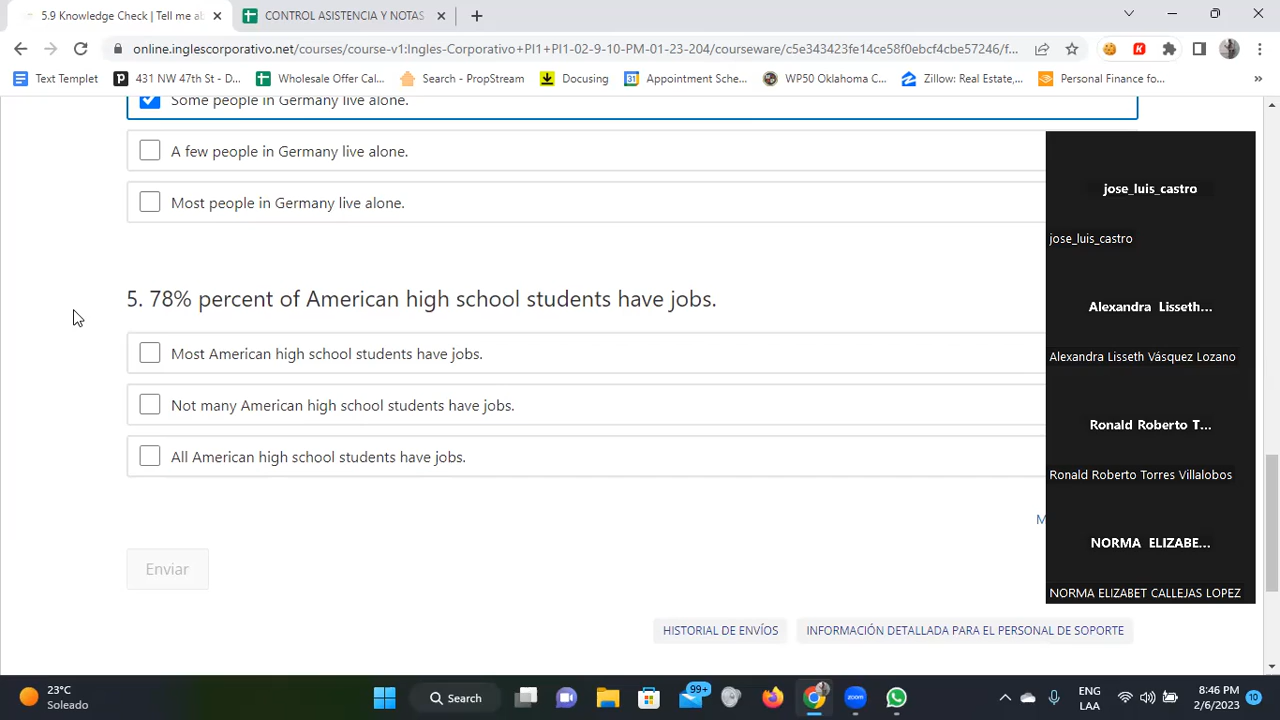 5.9 Knowledge Check | Tell me ab
CONTROL ASISTENCIA Y NOTAS
online.inglescorporativo.net/courses/course-v1:Ingles-Corporativo+PI1+PI1-02-9-10-PM-01-23-204/courseware/c5e343423fe14ce58f0ebcf4cbe57246/f...
Text Templet
431 NW 47th St - D...
Wholesale Offer Cal...
Search - PropStream
Docusing
Appointment Sche...
WP50 Oklahoma C...
Zillow: Real Estate,...
Personal Finance fo...
»
Some people in Germany live alone.
A few people in Germany live alone.
Most people in Germany live alone.
5. 78% percent of American high school students have jobs.
Most American high school students have jobs.
Not many American high school students have jobs.
All American high school students have jobs.
M
Enviar
HISTORIAL DE ENVÍOS
INFORMACIÓN DETALLADA PARA EL PERSONAL DE SOPORTE
jose_luis_castro
jose_luis_castro
Alexandra Lisseth...
Alexandra Lisseth Vásquez Lozano
Ronald Roberto T...
Ronald Roberto Torres Villalobos
NORMA ELIZABE...
NORMA ELIZABET CALLEJAS LOPEZ
23°C
Soleado
Search
99+
ENG
LAA
8:46 PM
2/6/2023
10